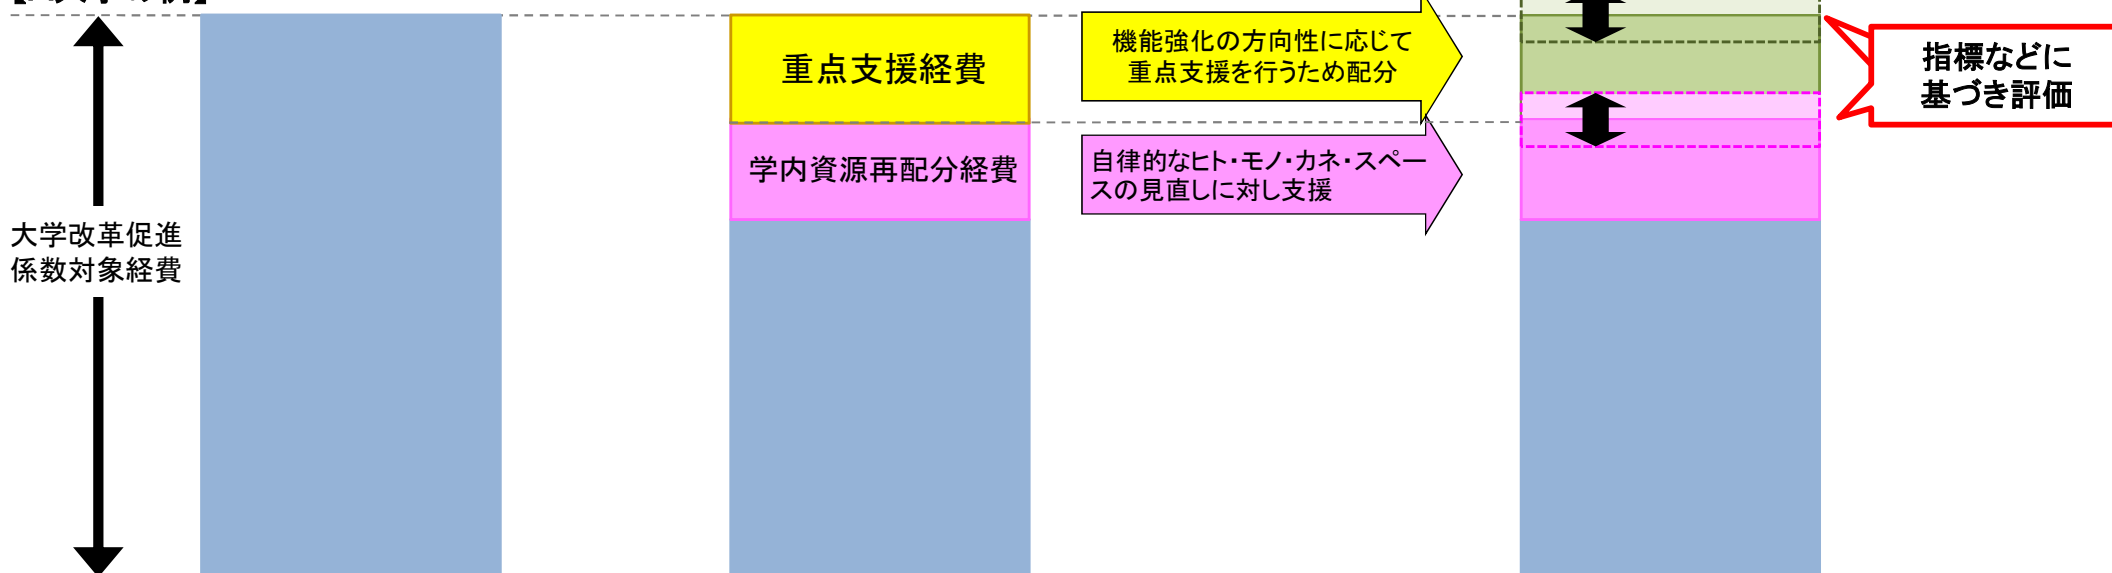 重点支援経費
機能強化の方向性に応じて
重点支援を行うため配分
指標などに
基づき評価
学内資源再配分経費
自律的なヒト・モノ・カネ・スペー
スの見直しに対し支援
大学改革促進
係数対象経費